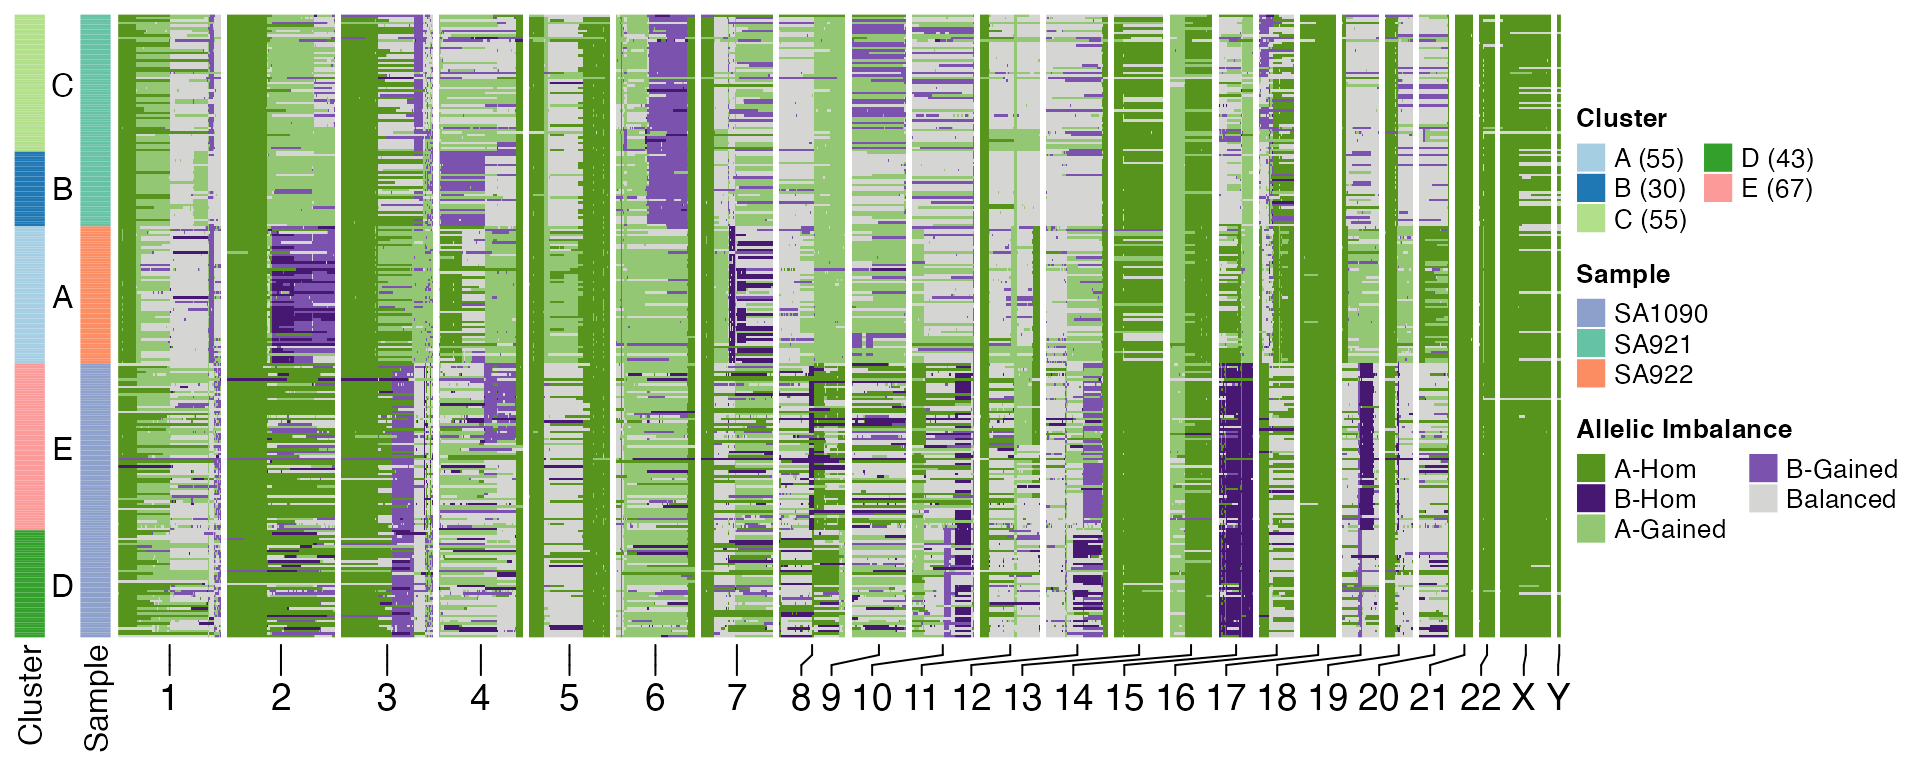 C
B
A
E
D
Cluster
Sample
1 2 3 4 5 6 7 8 9 10 11 12 13 14 15 16 17 18 19 20 21 22 X Y
Cluster
A (55) D (43)
B (30) E (67)
C (55)
Sample
SA1090
SA921
SA922
Allelic Imbalance
A-Hom B-Gained
B-Hom Balanced
A-Gained